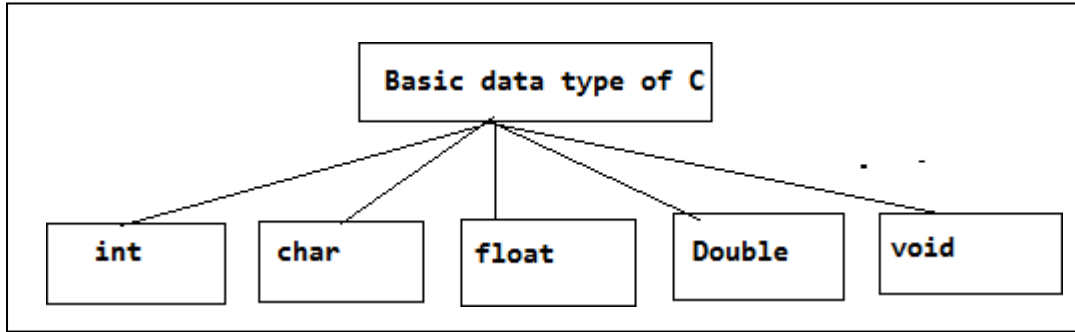 Basic data type of C
int
char
float
Double
void